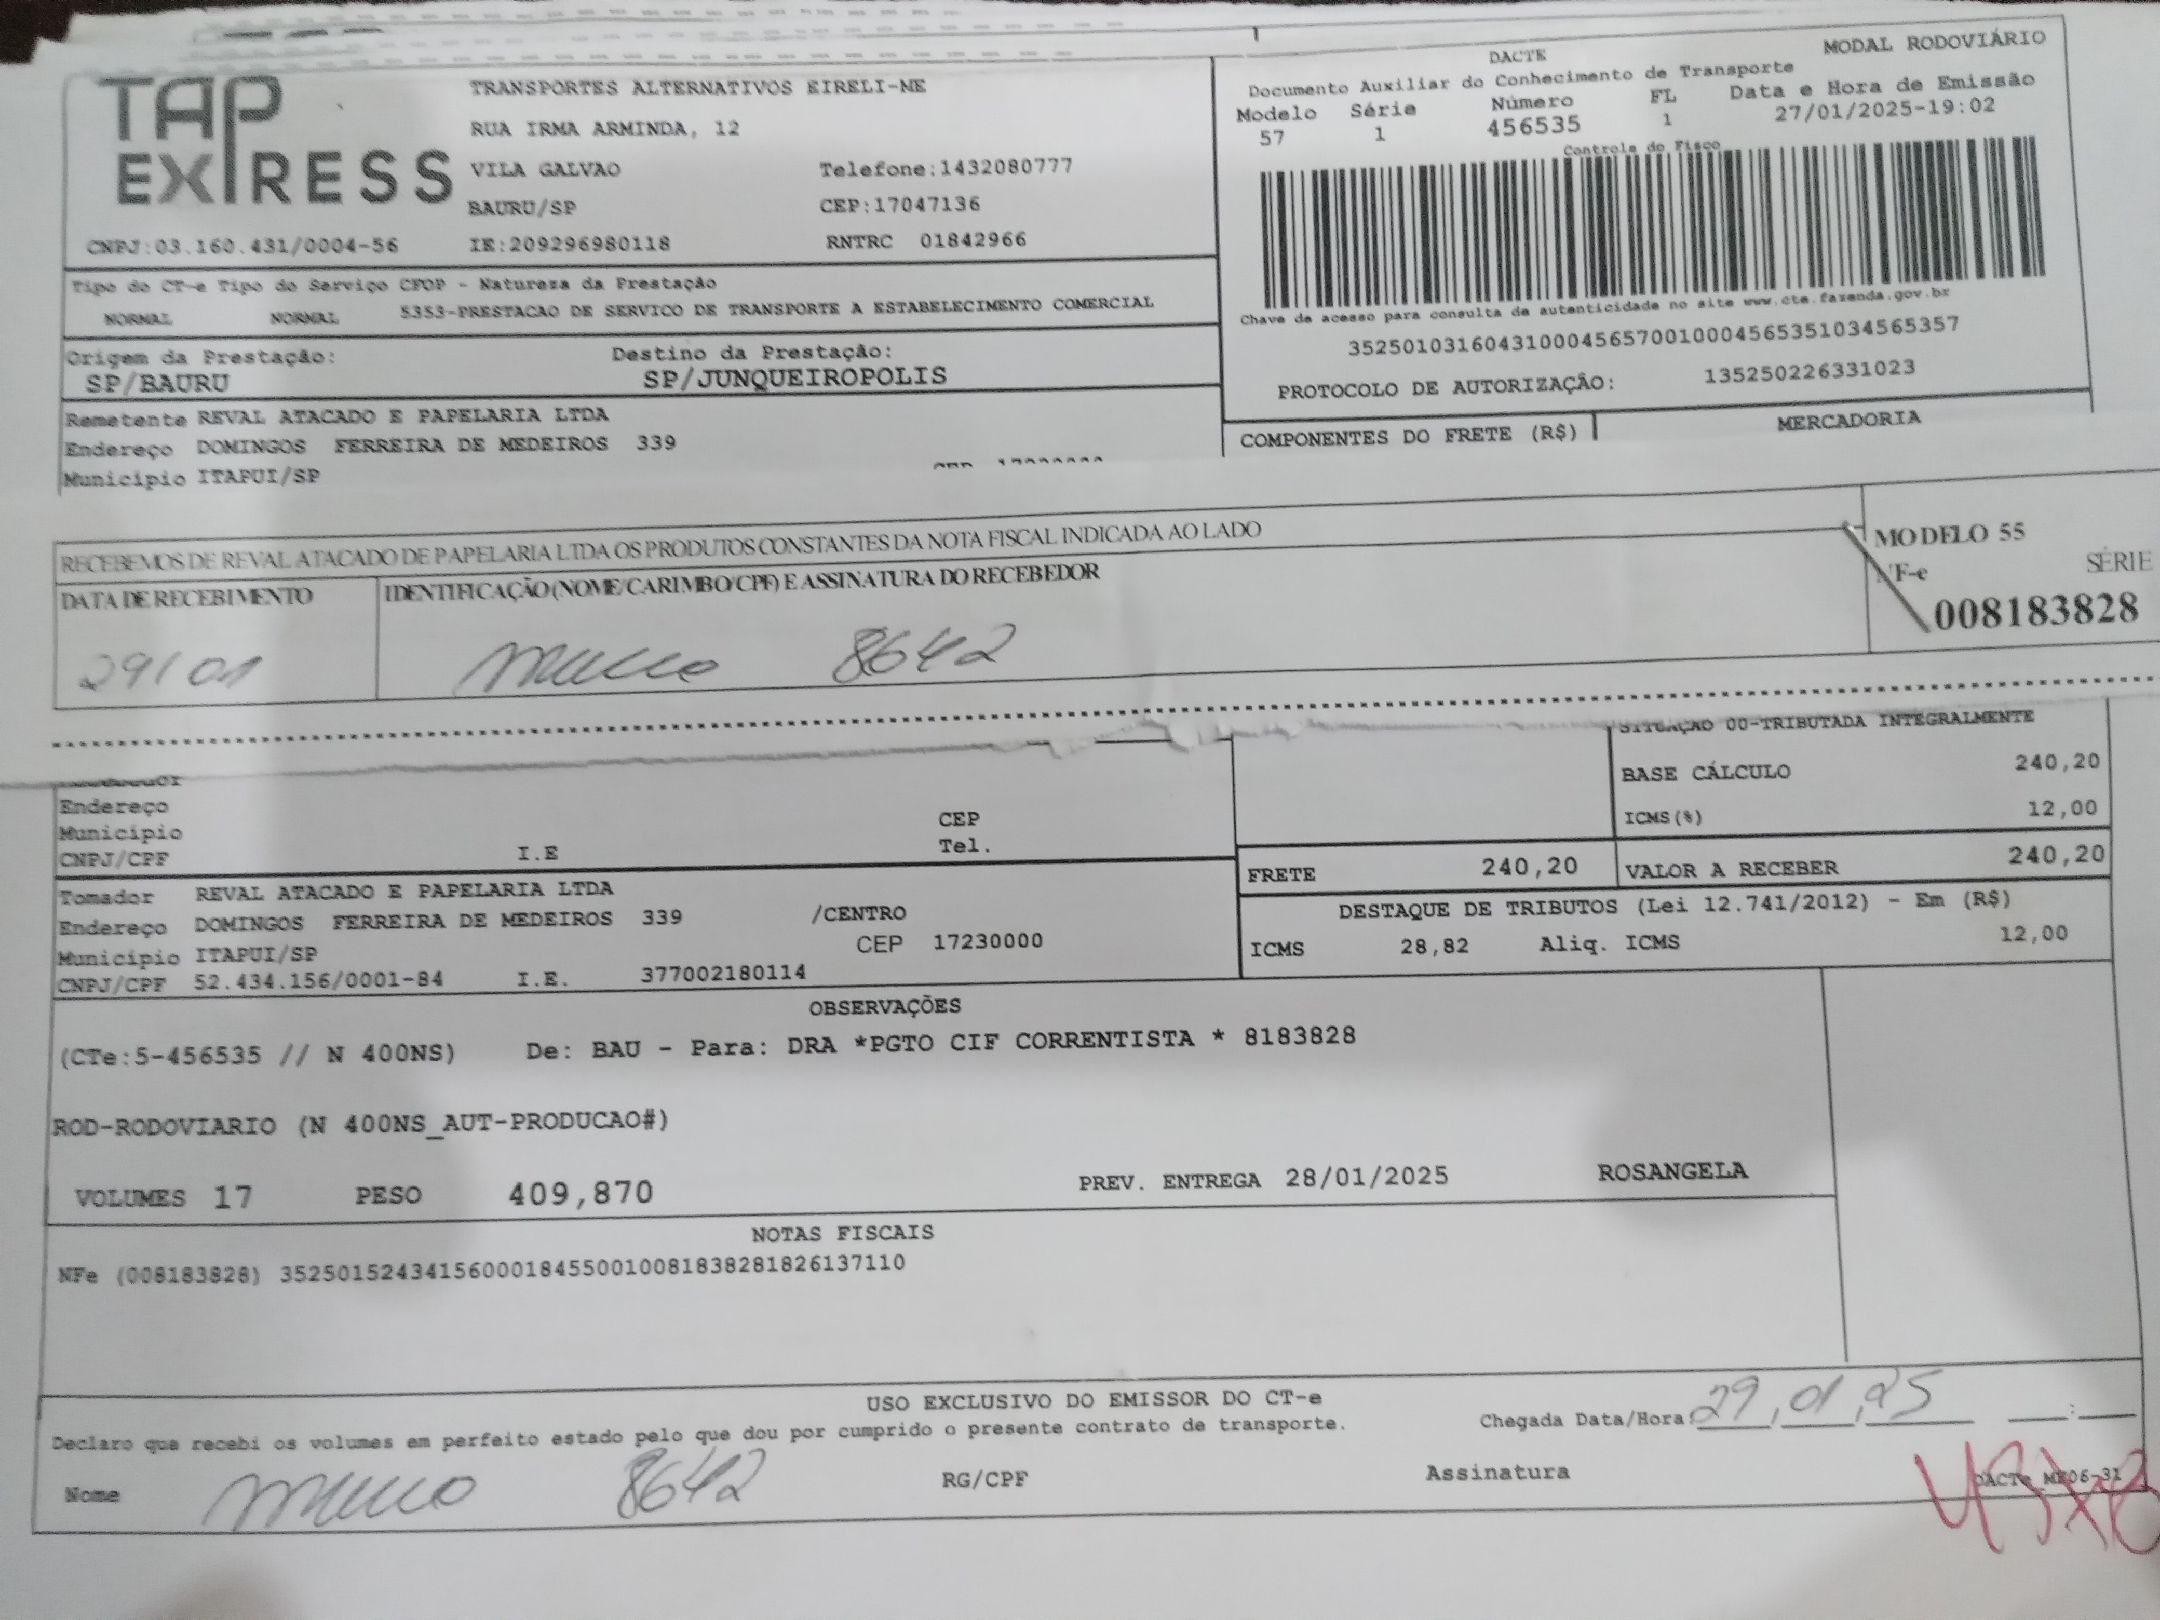 TAP EXPRESS
TRANSPORTES ALTERNATIVOS EIRELI-ME
RUA IRMA ARMINDA, 12
VILA GALVAO Telefone:1432080777
BAURU/SP CEP:17047136
CNPJ:03.160.431/0004-56 IE:209296980118 RNTRC 01842966
DACTE MODAL RODOVIÁRIO
Documento Auxiliar do Conhecimento de Transporte
Modelo Série Número FL Data e Hora de Emissão
57 1 456535 1 27/01/2025-19:02
Controle do Fisco
Chave de acesso para consulta de autenticidade no site www.cte.fazenda.gov.br
35250103160431000456570010004565351034565357
PROTOCOLO DE AUTORIZAÇÃO: 135250226331023
Tipo do CT-e Tipo do Serviço CFOP - Natureza da Prestação
NORMAL NORMAL 5353-PRESTACAO DE SERVICO DE TRANSPORTE A ESTABELECIMENTO COMERCIAL
Origem da Prestação: Destino da Prestação:
SP/BAURU SP/JUNQUEIROPOLIS
Remetente REVAL ATACADO E PAPELARIA LTDA
Endereço DOMINGOS FERREIRA DE MEDEIROS 339
Município ITAPUI/SP
COMPONENTES DO FRETE (R$) MERCADORIA
RECEBEMOS DE REVAL ATACADO DE PAPELARIA LTDA OS PRODUTOS CONSTANTES DA NOTA FISCAL INDICADA AO LADO
DATA DE RECEBIMENTO IDENTIFICAÇÃO (NOME/CARIMBO/CPF) E ASSINATURA DO RECEBEDOR
29/01 8642
MODELO 55
NF-e SÉRIE
008183828
SITUAÇÃO 00-TRIBUTADA INTEGRALMENTE
BASE CÁLCULO 240,20
ICMS(%) 12,00
Endereço
Município CEP
CNPJ/CPF I.E Tel.
FRETE 240,20 VALOR A RECEBER 240,20
Tomador REVAL ATACADO E PAPELARIA LTDA
Endereço DOMINGOS FERREIRA DE MEDEIROS 339 /CENTRO
Município ITAPUI/SP CEP 17230000
CNPJ/CPF 52.434.156/0001-84 I.E. 377002180114
DESTAQUE DE TRIBUTOS (Lei 12.741/2012) - Em (R$)
ICMS 28,82 Aliq. ICMS 12,00
OBSERVAÇÕES
(CTe:5-456535 // N 400NS) De: BAU - Para: DRA *PGTO CIF CORRENTISTA * 8183828
ROD-RODOVIARIO (N 400NS_AUT-PRODUCAO#)
VOLUMES 17 PESO 409,870 PREV. ENTREGA 28/01/2025 ROSANGELA
NOTAS FISCAIS
NFe (008183828) 35250152434156000184550010081838281826137110
USO EXCLUSIVO DO EMISSOR DO CT-e
Declaro que recebi os volumes em perfeito estado pelo que dou por cumprido o presente contrato de transporte.
Chegada Data/Hora: 29,01,25 :
Nome 8642 RG/CPF Assinatura